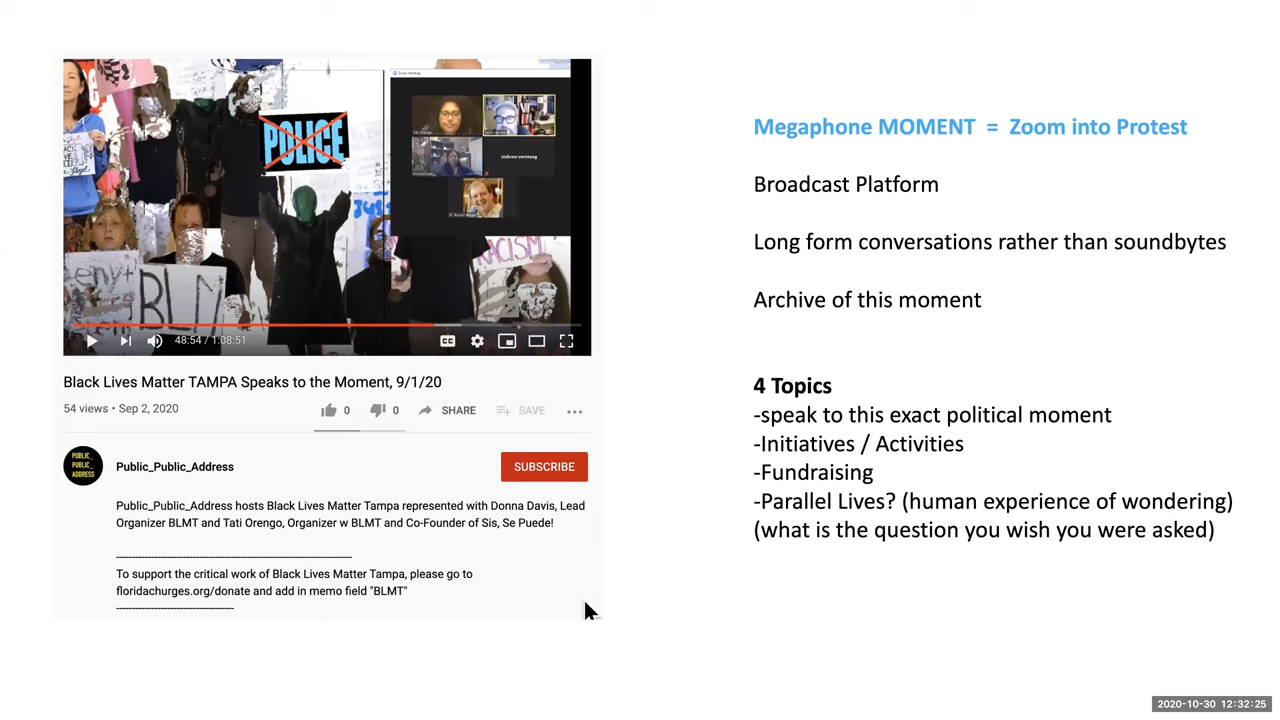 POLICE
RACISM
BLM
48:54 / 1:08:51
CC
Black Lives Matter TAMPA Speaks to the Moment, 9/1/20
54 views • Sep 2, 2020
0
0
SHARE
SAVE
PUBLIC_
PUBLIC_
ADDRESS
Public_Public_Address
SUBSCRIBE
Public_Public_Address hosts Black Lives Matter Tampa represented with Donna Davis, Lead
Organizer BLMT and Tati Orengo, Organizer w BLMT and Co-Founder of Sis, Se Puede!
To support the critical work of Black Lives Matter Tampa, please go to
floridachurges.org/donate and add in memo field "BLMT"
Megaphone MOMENT = Zoom into Protest
Broadcast Platform
Long form conversations rather than soundbytes
Archive of this moment
4 Topics
-speak to this exact political moment
-Initiatives / Activities
-Fundraising
-Parallel Lives? (human experience of wondering)
(what is the question you wish you were asked)
2020-10-30 12:32:25